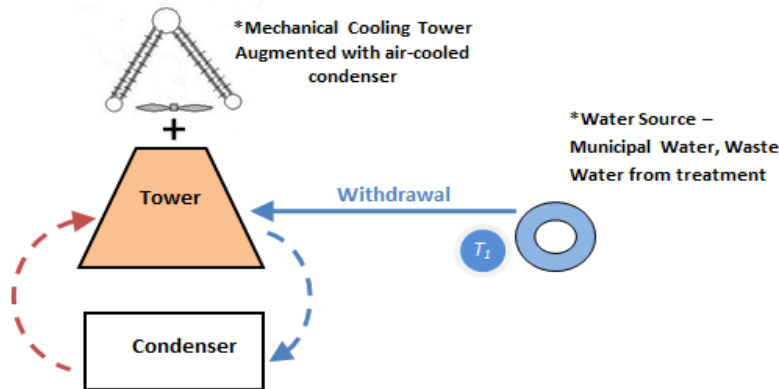 *Mechanical Cooling Tower
Augmented with air-cooled
condenser
+
*Water Source –
Municipal Water, Waste
Water from treatment
Tower
Withdrawal
T1
Condenser